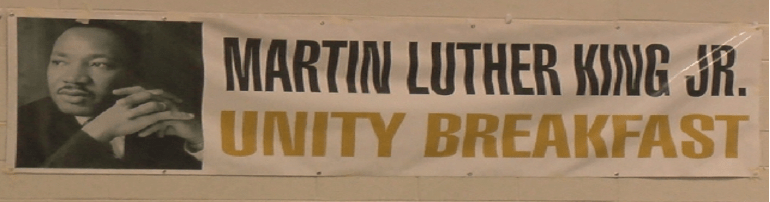 MARTIN LUTHER KING JR.
UNITY BREAKFAST